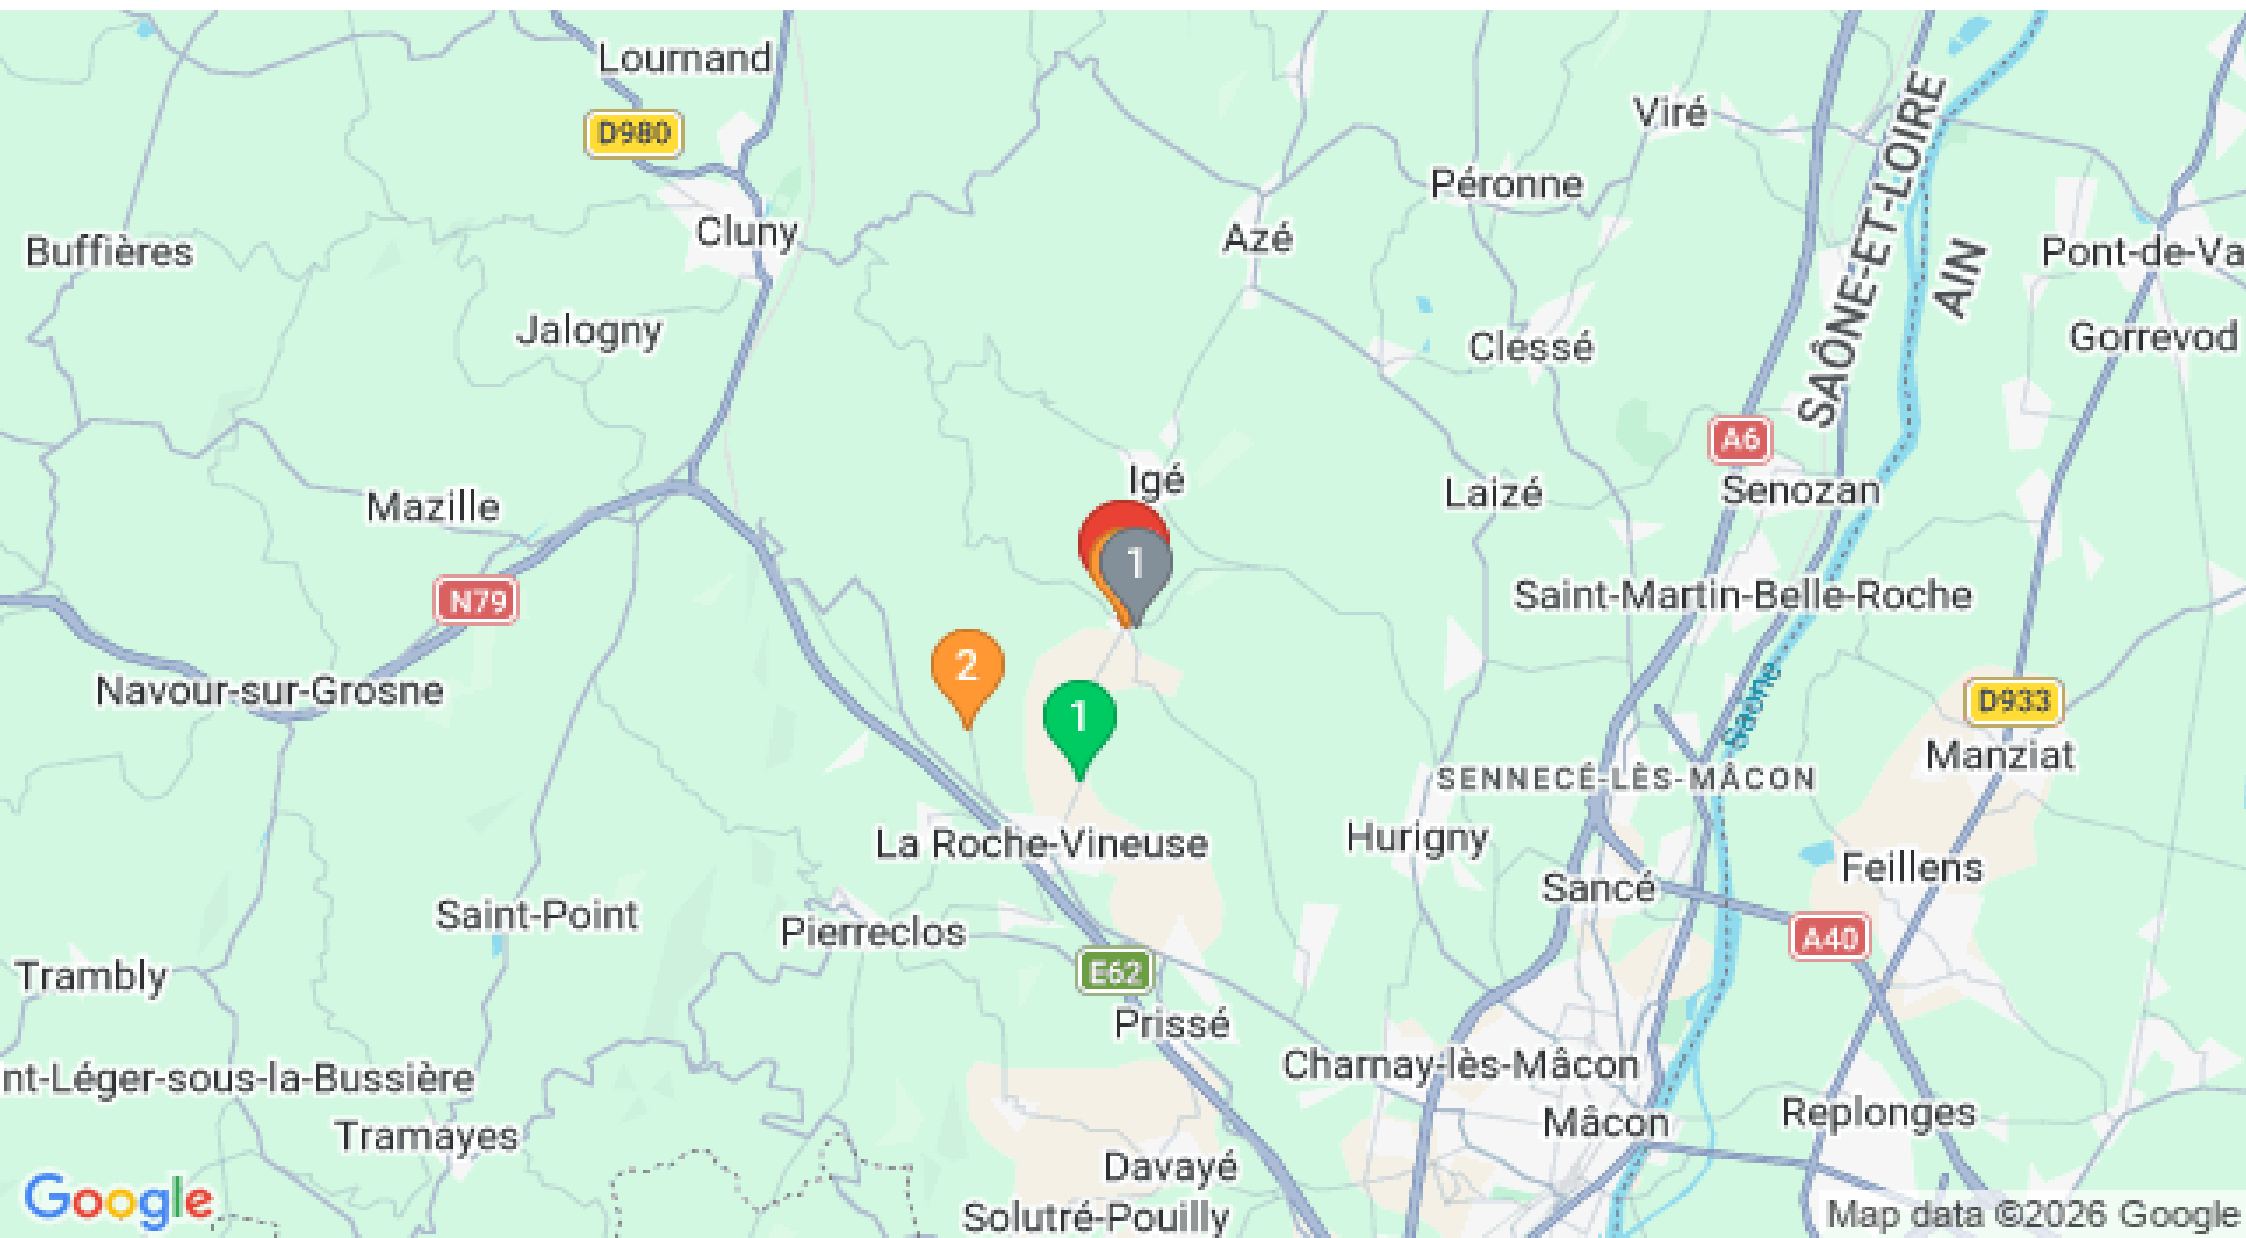 Lournand
D980
Viré
Péronne
SAÔNE-ET-LOIRE
AIN
Cluny
Azé
Buffières
Pont-de-Va
Jalogny
Clessé
Gorrevod
A6
Igé
Mazille
Laizé
Senozan
1
N79
Saint-Martin-Belle-Roche
2
Navour-sur-Grosne
Saône
D933
1
Manziat
SENNECÉ-LÈS-MÂCON
La Roche-Vineuse
Hurigny
Feillens
Sancé
Saint-Point
Pierreclos
A40
Trambly
E62
Prissé
nt-Léger-sous-la-Bussière
Charnay-lès-Mâcon
Mâcon
Replonges
Tramayes
Davayé
Google
Solutré-Pouilly
Map data ©2026 Google